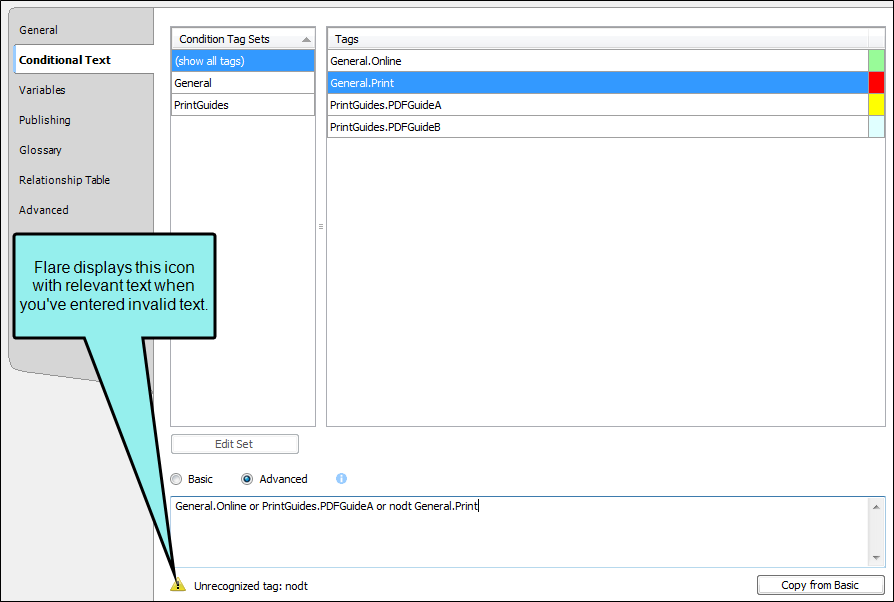 General
Conditional Text
Variables
Publishing
Glossary
Relationship Table
Advanced
Flare displays this icon
with relevant text when
you've entered invalid text.
Condition Tag Sets
(show all tags)
General
PrintGuides
Tags
General.Online
General.Print
PrintGuides.PDFGuideA
PrintGuides.PDFGuideB
Edit Set
Basic
Advanced
General.Online or PrintGuides.PDFGuideA or nodt General.Print
Unrecognized tag: nodt
Copy from Basic